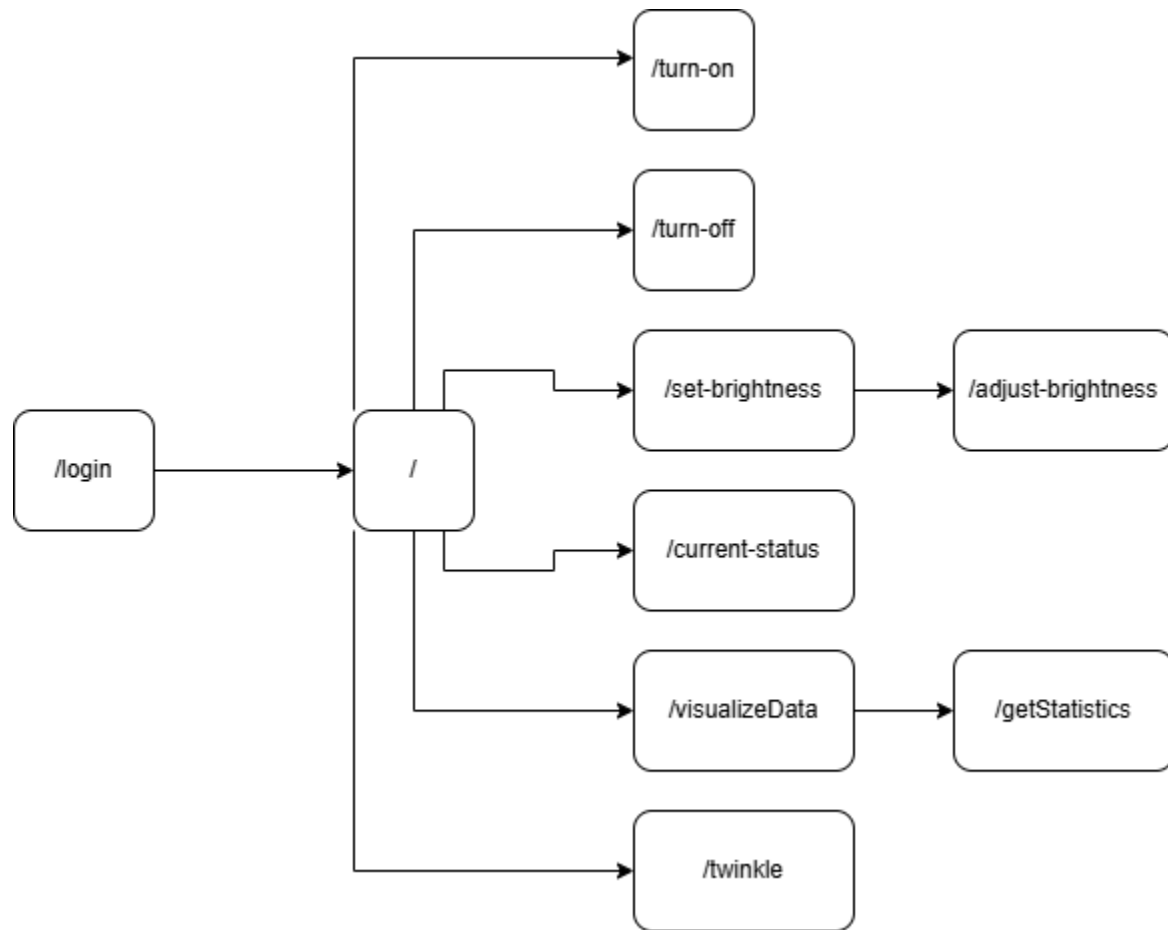 /turn-on
/turn-off
/set-brightness
/adjust-brightness
/login
/
/current-status
/visualizeData
/getStatistics
/twinkle